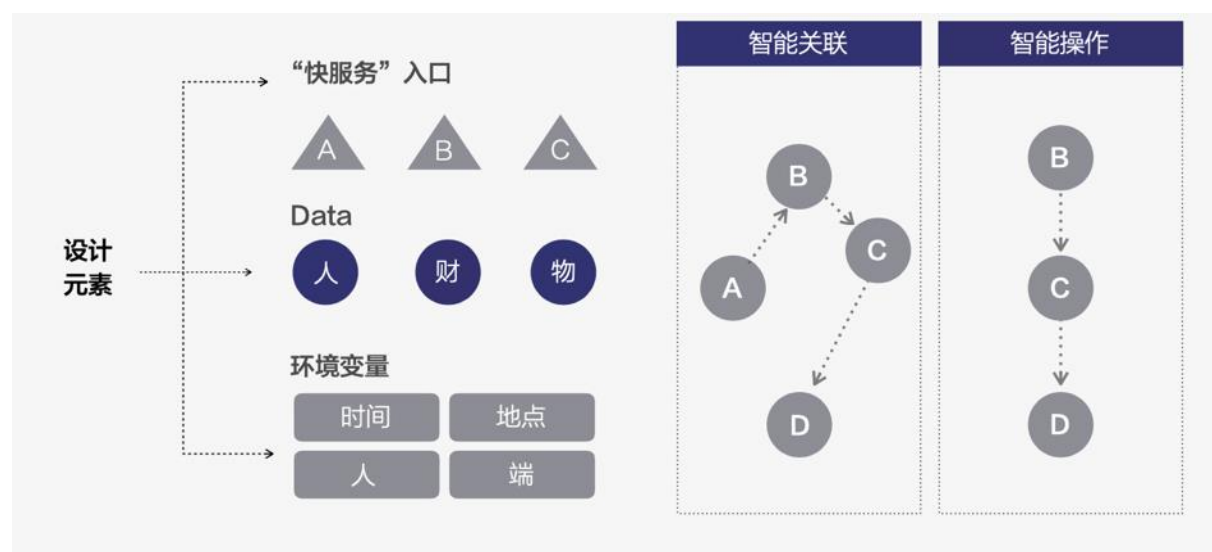 设计
元素
“快服务”入口
A B C
Data
人 财 物
环境变量
时间 地点
人 端
智能关联
B
C
A
D
智能操作
B
C
D